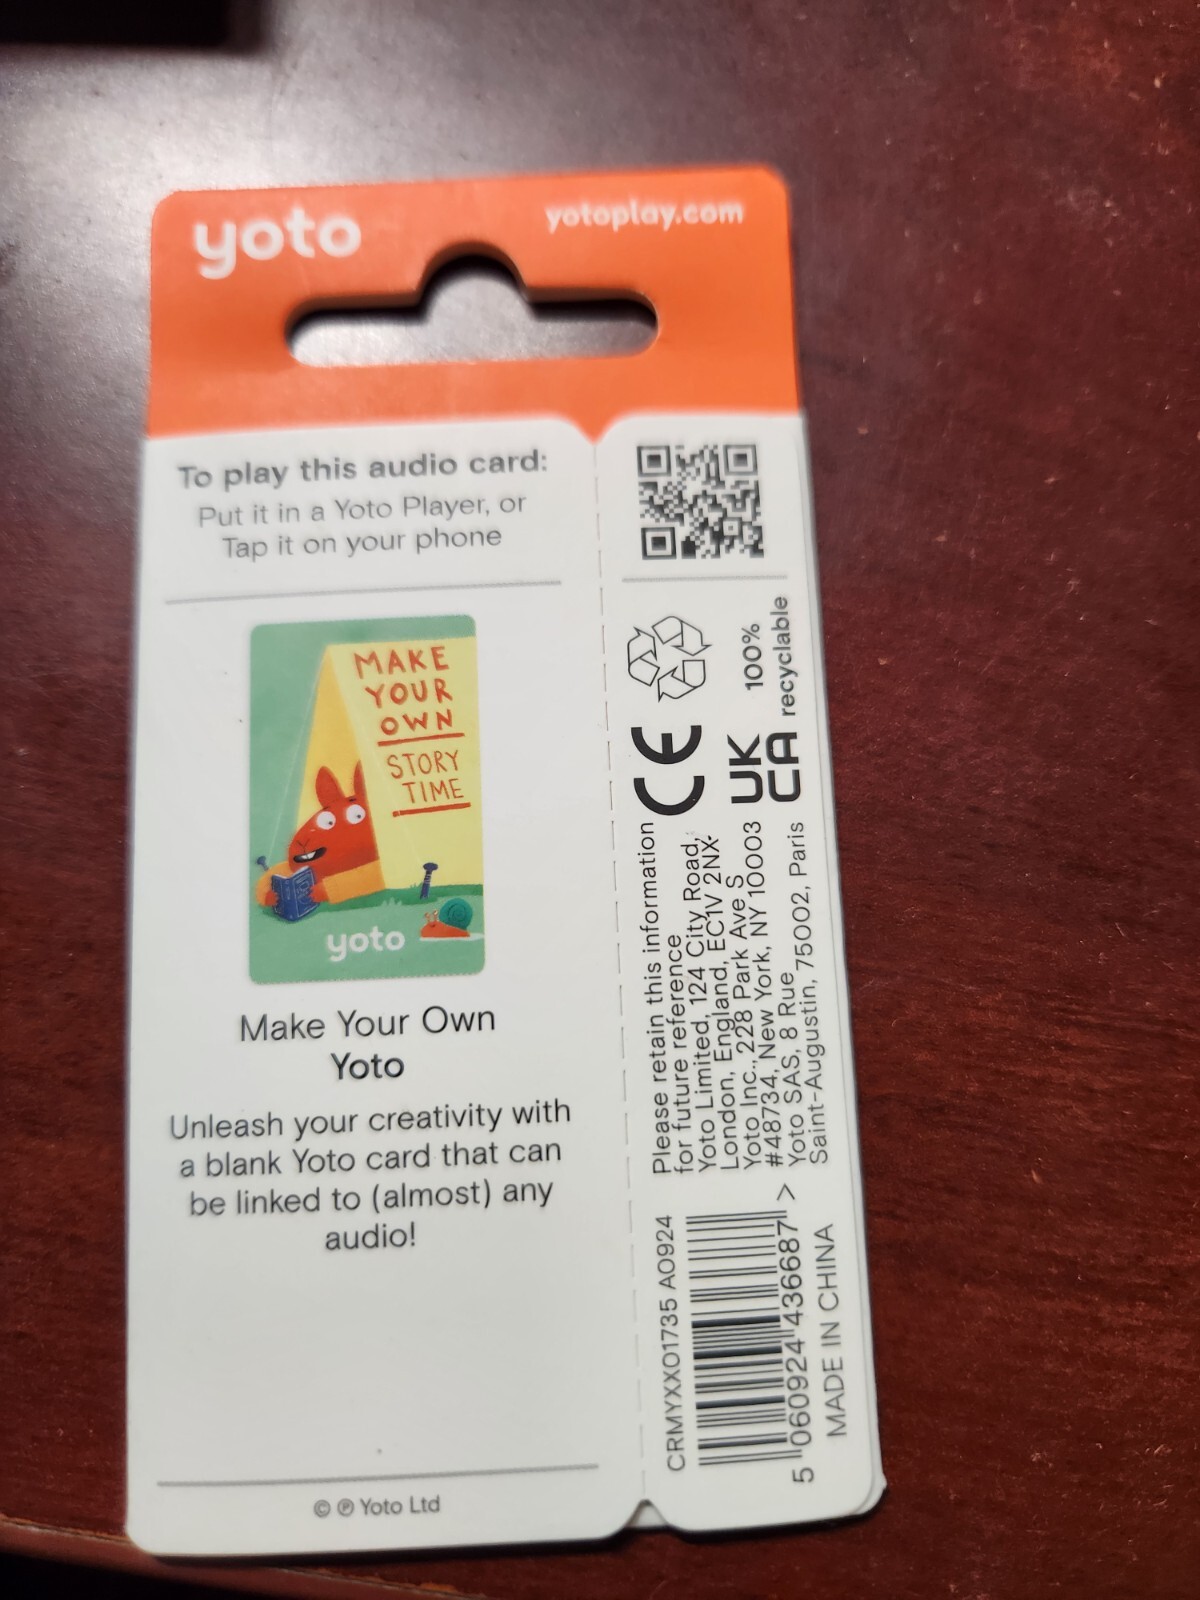 yoto
yotoplay.com
To play this audio card:
Put it in a Yoto Player, or
Tap it on your phone
MAKE
YOUR
OWN
STORY
TIME
yoto
Make Your Own
Yoto
Unleash your creativity with
a blank Yoto card that can
be linked to (almost) any
audio!
© ℗ Yoto Ltd
100%
recyclable
CE
UK
CA
Please retain this information
for future reference
Yoto Limited, 124 City Road,
London, England, EC1V 2NX.
Yoto Inc., 228 Park Ave S
#48734, New York, NY 10003
Yoto SAS, 8 Rue
Saint-Augustin, 75002, Paris
CRMYXX01735 A0924
5 060924 436687 >
MADE IN CHINA